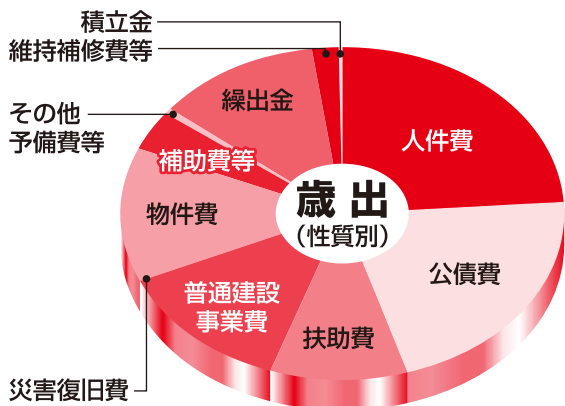 積立金
維持補修費等
その他
予備費等
繰出金
人件費
補助費等
歳出
（性質別）
物件費
公債費
普通建設
事業費
扶助費
災害復旧費